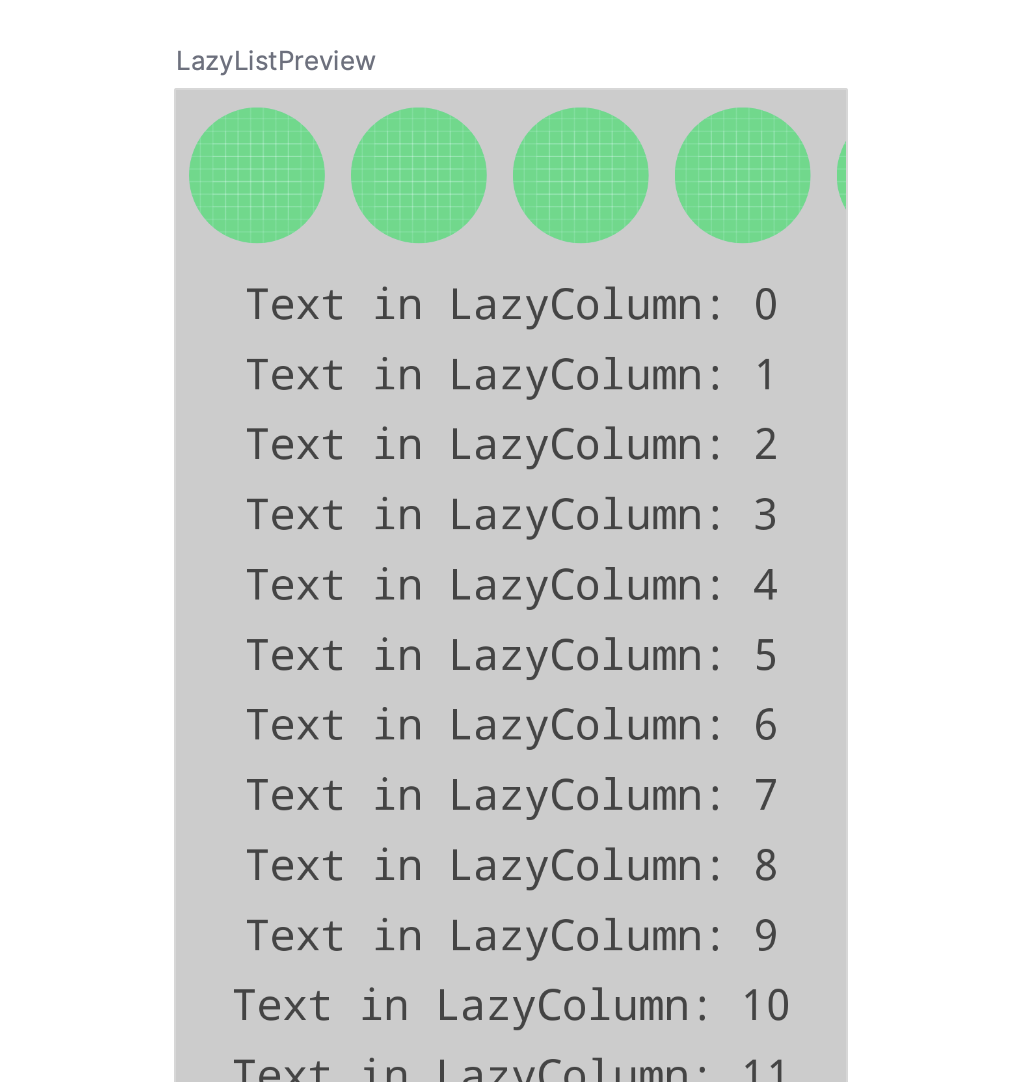 LazyListPreview
Text in LazyColumn: 0
Text in LazyColumn: 1
Text in LazyColumn: 2
Text in LazyColumn: 3
Text in LazyColumn: 4
Text in LazyColumn: 5
Text in LazyColumn: 6
Text in LazyColumn: 7
Text in LazyColumn: 8
Text in LazyColumn: 9
Text in LazyColumn: 10
Text in LazyColumn: 11